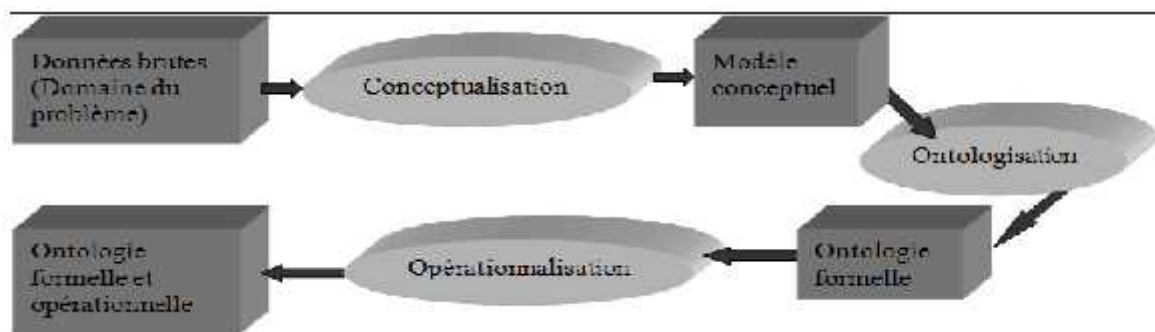 Données brutes
(Domaine du
problème)
Conceptualisation
Modèle
conceptuel
Ontologisation
Ontologie
formelle
Opérationnalisation
Ontologie
formelle et
opérationnelle